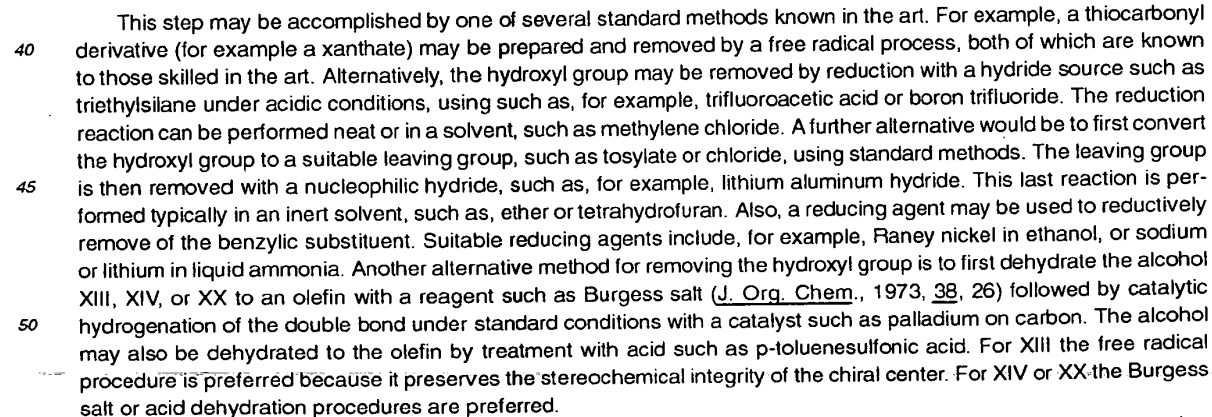 This step may be accomplished by one of several standard methods known in the art. For example, a thiocarbonyl
40 derivative (for example a xanthate) may be prepared and removed by a free radical process, both of which are known
to those skilled in the art. Alternatively, the hydroxyl group may be removed by reduction with a hydride source such as
triethylsilane under acidic conditions, using such as, for example, trifluoroacetic acid or boron trifluoride. The reduction
reaction can be performed neat or in a solvent, such as methylene chloride. A further alternative would be to first convert
the hydroxyl group to a suitable leaving group, such as tosylate or chloride, using standard methods. The leaving group
45 is then removed with a nucleophilic hydride, such as, for example, lithium aluminum hydride. This last reaction is per-
formed typically in an inert solvent, such as, ether or tetrahydrofuran. Also, a reducing agent may be used to reductively
remove of the benzylic substituent. Suitable reducing agents include, for example, Raney nickel in ethanol, or sodium
or lithium in liquid ammonia. Another alternative method for removing the hydroxyl group is to first dehydrate the alcohol
XIII, XIV, or XX to an olefin with a reagent such as Burgess salt (J. Org. Chem., 1973, 38, 26) followed by catalytic
50 hydrogenation of the double bond under standard conditions with a catalyst such as palladium on carbon. The alcohol
may also be dehydrated to the olefin by treatment with acid such as p-toluenesulfonic acid. For XIII the free radical
procedure is preferred because it preserves the stereochemical integrity of the chiral center. For XIV or XX the Burgess
salt or acid dehydration procedures are preferred.